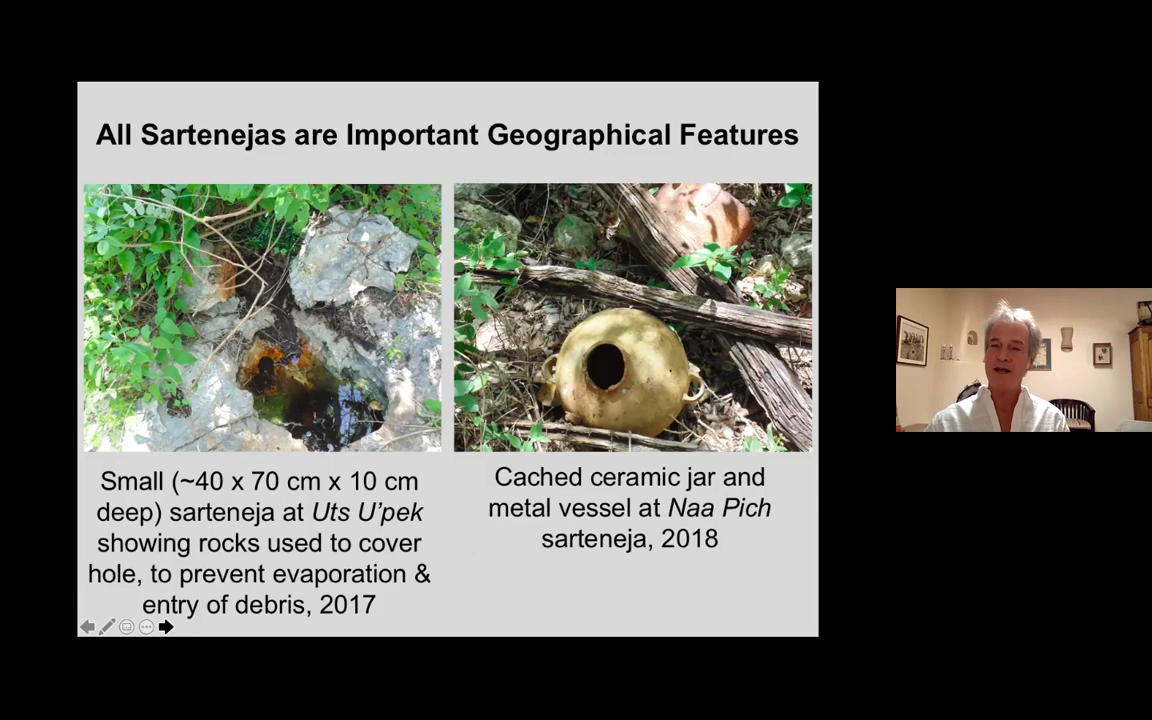 All Sartenejas are Important Geographical Features
Small (~40 x 70 cm x 10 cm
deep) sarteneja at Uts U’pek
showing rocks used to cover
hole, to prevent evaporation &
entry of debris, 2017
Cached ceramic jar and
metal vessel at Naa Pich
sarteneja, 2018